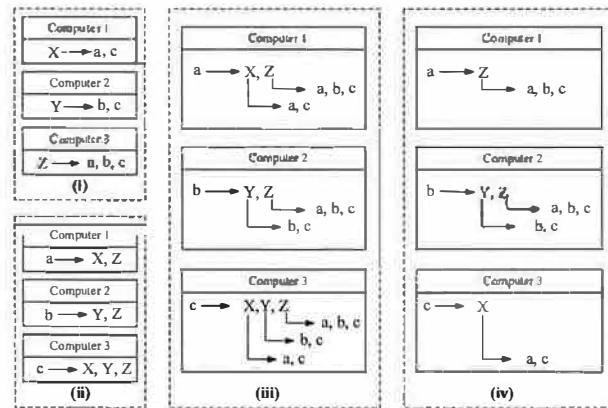 Computer 1
X → a, c
Computer 2
Y → b, c
Computer 3
Z → a, b, c
(i)
Computer 1
a → X, Z
Computer 2
b → Y, Z
Computer 3
c → X, Y, Z
(ii)
Computer 1
a → X, Z
→ a, b, c
→ a, c
Computer 2
b → Y, Z
→ a, b, c
→ b, c
Computer 3
c → X, Y, Z
→ a, b, c
→ b, c
→ a, c
(iii)
Computer 1
a → Z
→ a, b, c
Computer 2
b → Y, Z
→ a, b, c
→ b, c
Computer 3
c → X
→ a, c
(iv)